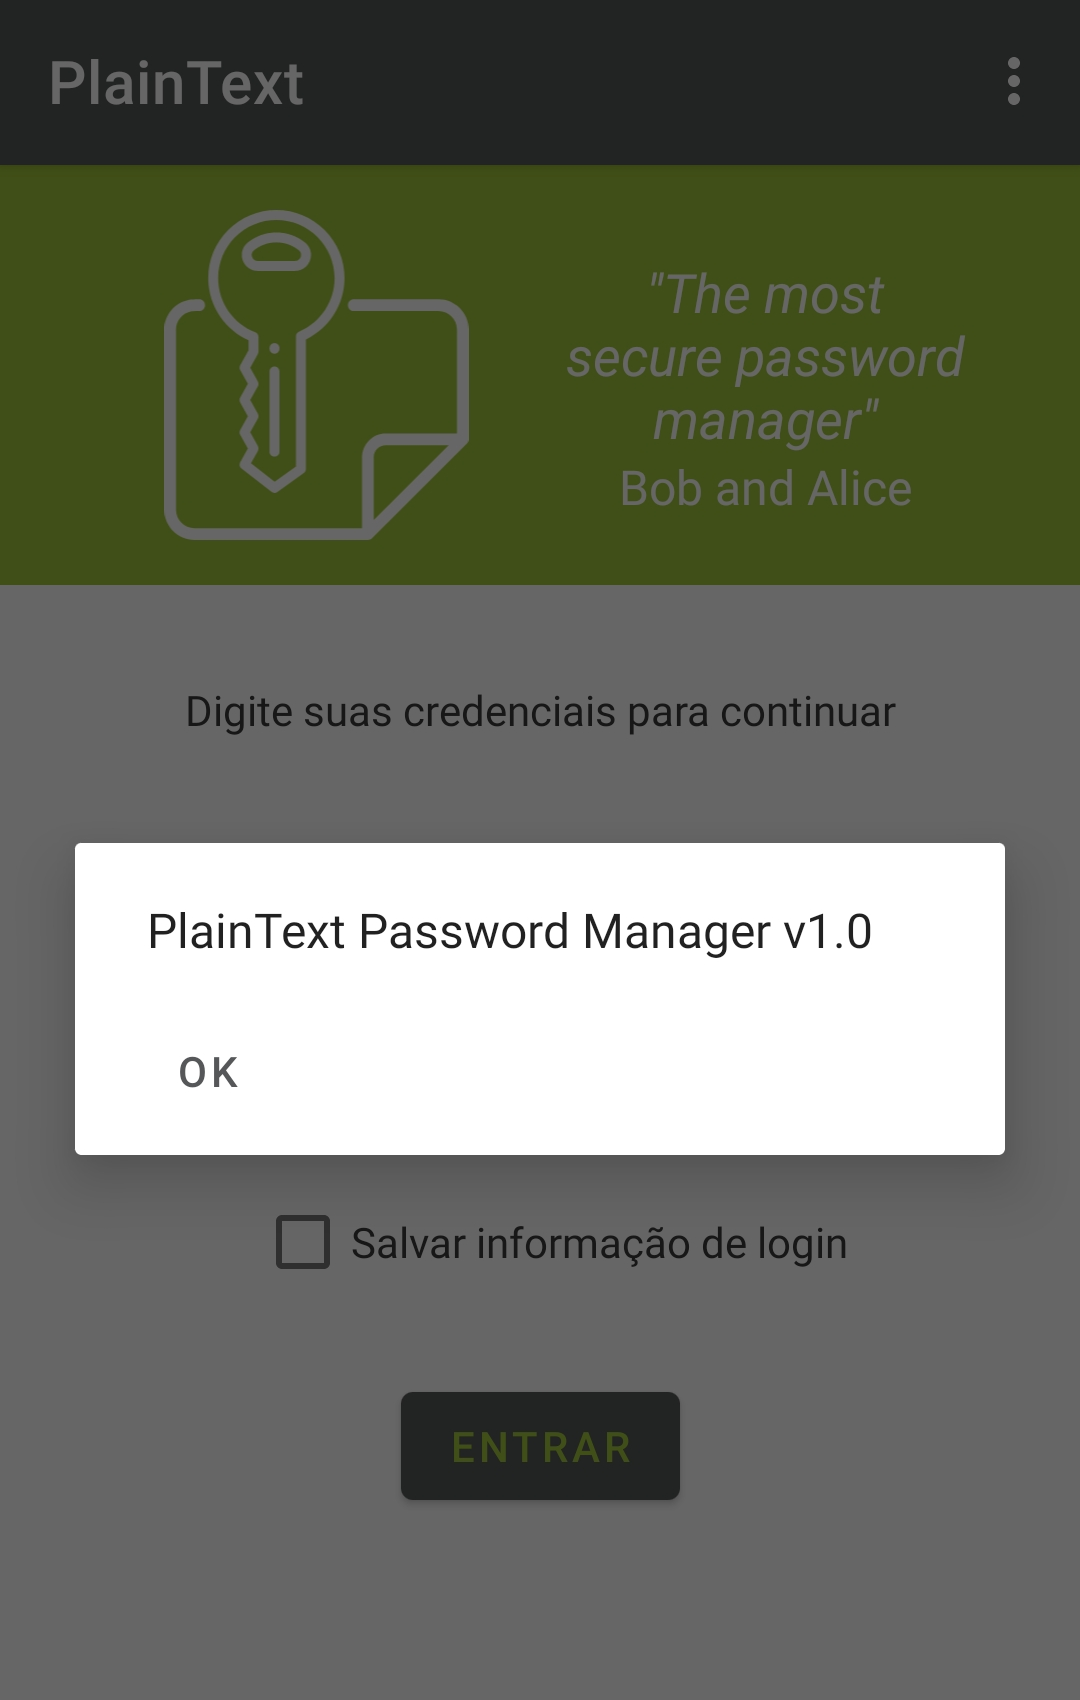 PlainText
"The most
secure password
manager"
Bob and Alice
Digite suas credenciais para continuar
PlainText Password Manager v1.0
OK
Salvar informação de login
ENTRAR